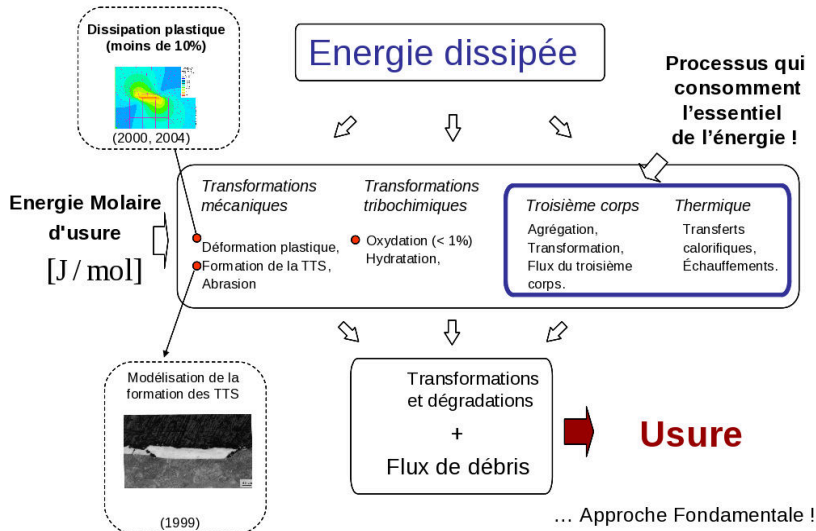 Dissipation plastique
(moins de 10%)
(2000, 2004)
Energie dissipée
Processus qui
consomment
l'essentiel
de l'énergie !
Energie Molaire
d'usure
[J / mol]
Transformations
mécaniques
Déformation plastique,
Formation de la TTS,
Abrasion
Transformations
tribochimiques
Oxydation (< 1%)
Hydratation,
Troisième corps
Agrégation,
Transformation,
Flux du troisième
corps.
Thermique
Transferts
calorifiques,
Échauffements.
Modélisation de la
formation des TTS
(1999)
Transformations
et dégradations
+
Flux de débris
Usure
… Approche Fondamentale !